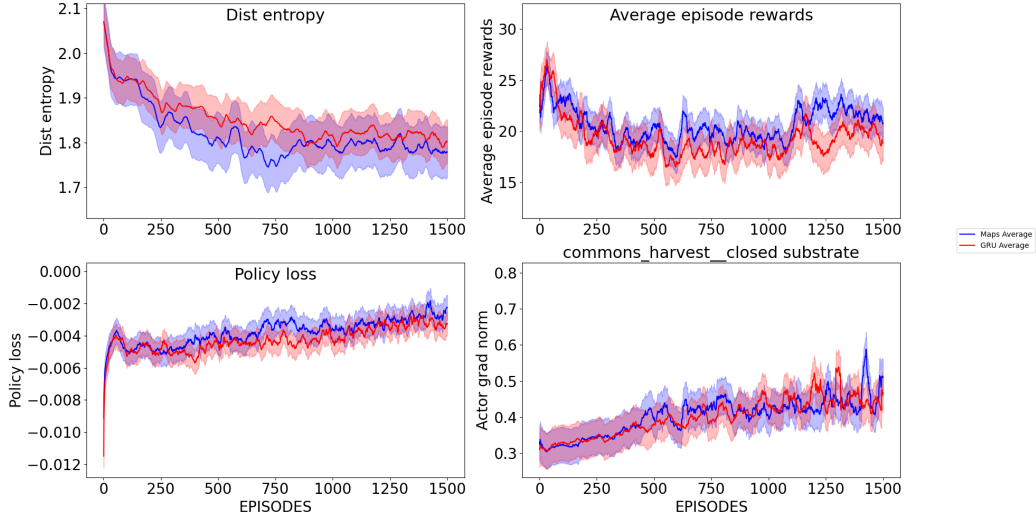 Dist entropy
Dist entropy
2.1
2.0
1.9
1.8
1.7
0 250 500 750 1000 1250 1500
Average episode rewards
Average episode rewards
30
25
20
15
0 250 500 750 1000 1250 1500
Maps Average
GRU Average
Policy loss
Policy loss
0.000
−0.002
−0.004
−0.006
−0.008
−0.010
−0.012
0 250 500 750 1000 1250 1500
EPISODES
commons_harvest__closed substrate
Actor grad norm
0.8
0.7
0.6
0.5
0.4
0.3
0 250 500 750 1000 1250 1500
EPISODES